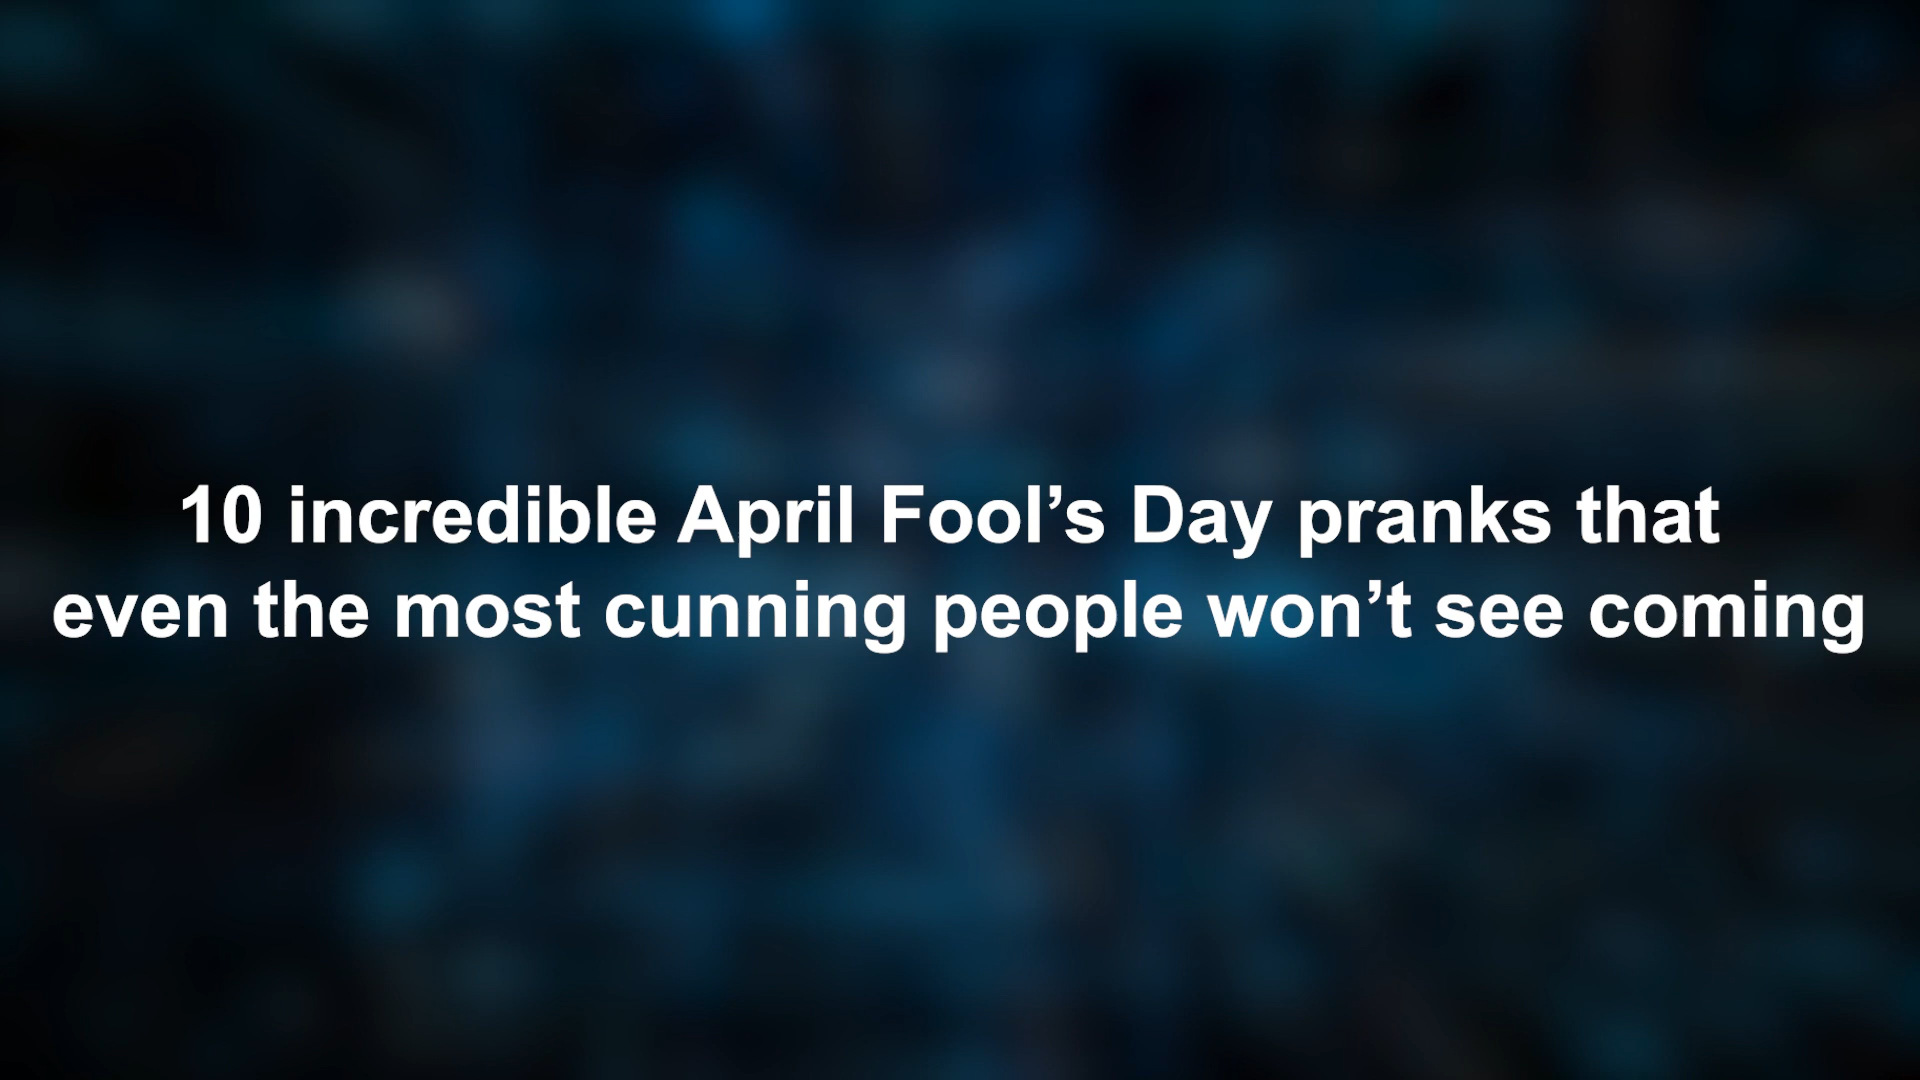 10 incredible April Fool’s Day pranks that
even the most cunning people won’t see coming